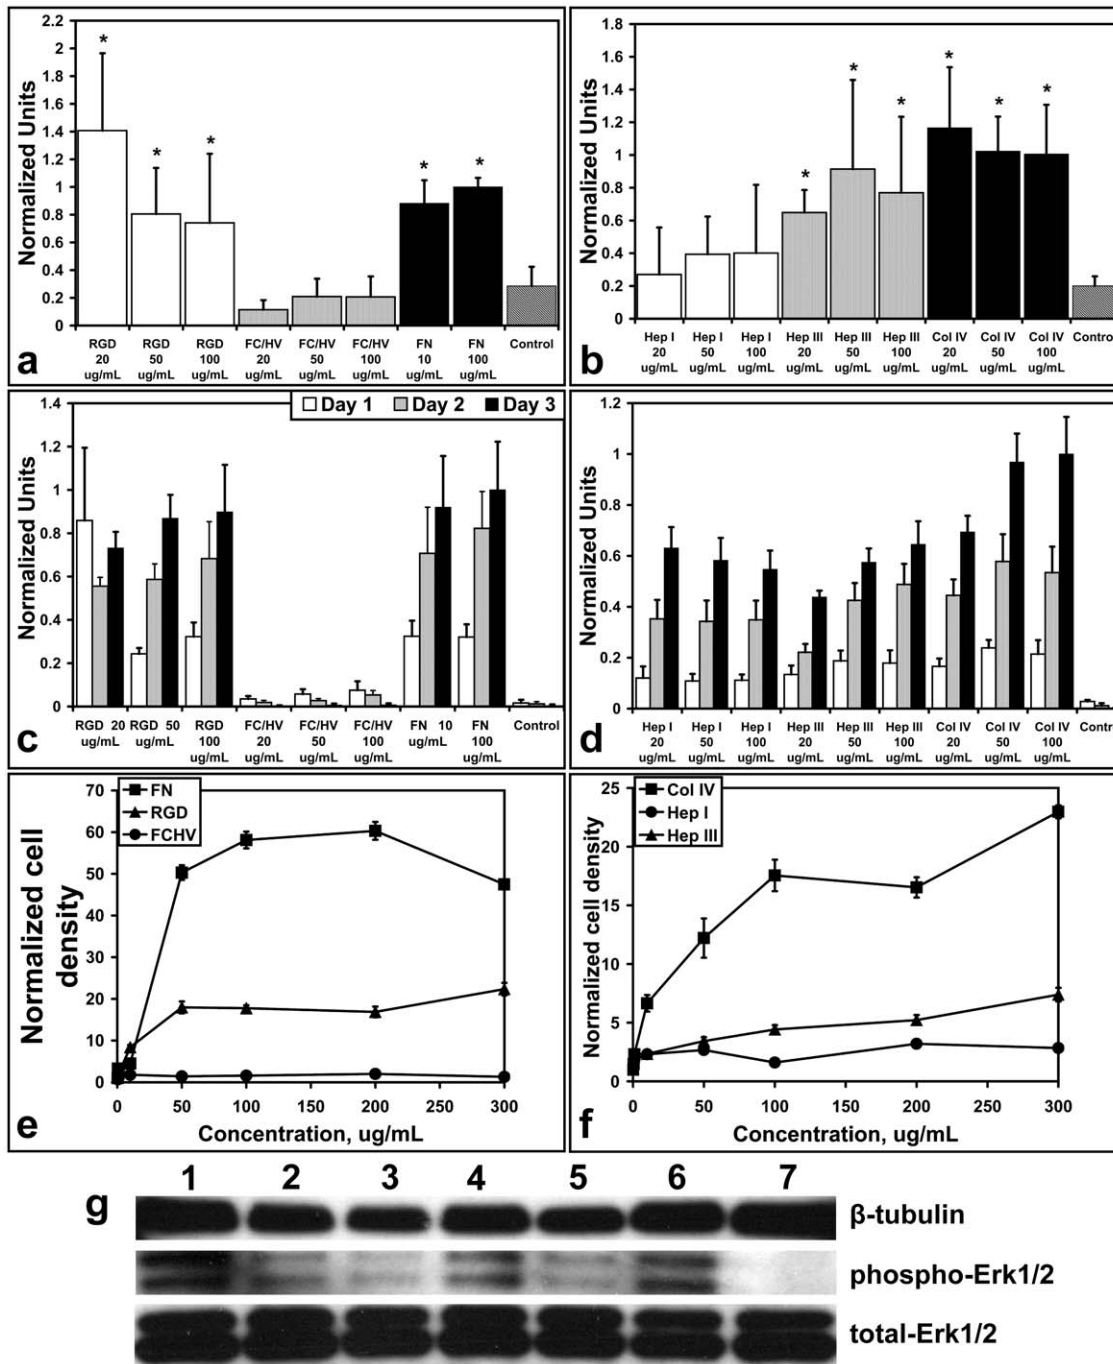 2.2
2
1.8
1.6
1.4
1.2
1
0.8
0.6
0.4
0.2
0
Normalized Units
* * * * *
RGD RGD RGD FC/HV FC/HV FC/HV FN FN Control
20 50 100 20 50 100 10 100
ug/mL ug/mL ug/mL ug/mL ug/mL ug/mL ug/mL ug/mL
a
1.8
1.6
1.4
1.2
1
0.8
0.6
0.4
0.2
0
Normalized Units
* * * * * *
Hep I Hep I Hep I Hep III Hep III Hep III Col IV Col IV Col IV Control
20 50 100 20 50 100 20 50 100
ug/mL ug/mL ug/mL ug/mL ug/mL ug/mL ug/mL ug/mL ug/mL
b
Day 1 Day 2 Day 3
1.4
1.2
1
0.8
0.6
0.4
0.2
0
Normalized Units
RGD 20 RGD 50 RGD FC/HV FC/HV FC/HV FN 10 FN Control
ug/mL ug/mL 100 20 50 100 ug/mL 100
ug/mL ug/mL ug/mL ug/mL ug/mL
c
1.2
1
0.8
0.6
0.4
0.2
0
Normalized Units
Hep I Hep I Hep I Hep III Hep III Hep III Col IV Col IV Col IV Contro
20 50 100 20 50 100 20 50 100
ug/mL ug/mL ug/mL ug/mL ug/mL ug/mL ug/mL ug/mL ug/mL
d
FN
RGD
FCHV
70
60
50
40
30
20
10
0
Normalized cell
density
0 50 100 200 300
Concentration, ug/mL
e
Col IV
Hep I
Hep III
25
20
15
10
5
0
Normalized cell density
0 50 100 200 300
Concentration, ug/mL
f
1 2 3 4 5 6 7
g
β-tubulin
phospho-Erk1/2
total-Erk1/2